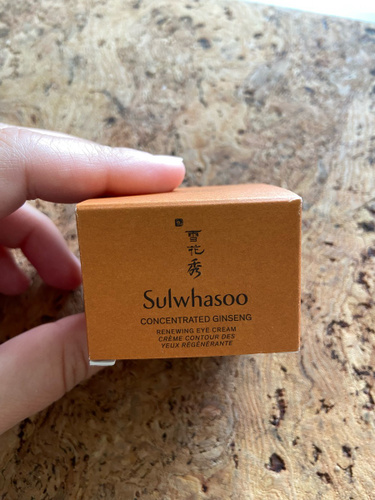 雪
花
秀
Sulwhasoo
CONCENTRATED GINSENG
RENEWING EYE CREAM
CRÈME CONTOUR DES
YEUX RÉGÉNÉRANTE